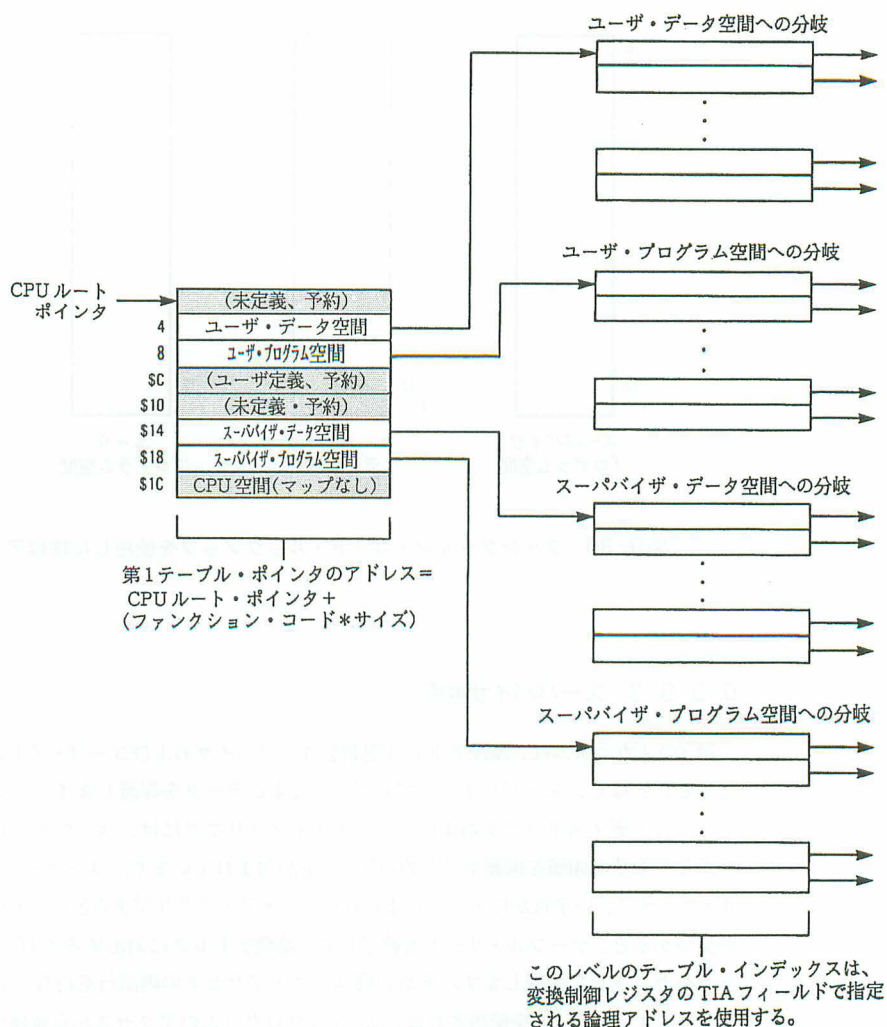 ユーザ・データ空間への分岐
ユーザ・プログラム空間への分岐
CPUルート
ポインタ
(未定義、予約)
4 ユーザ・データ空間
8 ユーザ・プログラム空間
$C (ユーザ定義、予約)
$10 (未定義・予約)
$14 スーパバイザ・データ空間
$18 スーパバイザ・プログラム空間
$1C CPU空間(マップなし)
スーパバイザ・データ空間への分岐
第1テーブル・ポインタのアドレス=
CPUルート・ポインタ+
(ファンクション・コード*サイズ)
スーパバイザ・プログラム空間への分岐
このレベルのテーブル・インデックスは、
変換制御レジスタのTIAフィールドで指定
される論理アドレスを使用する。